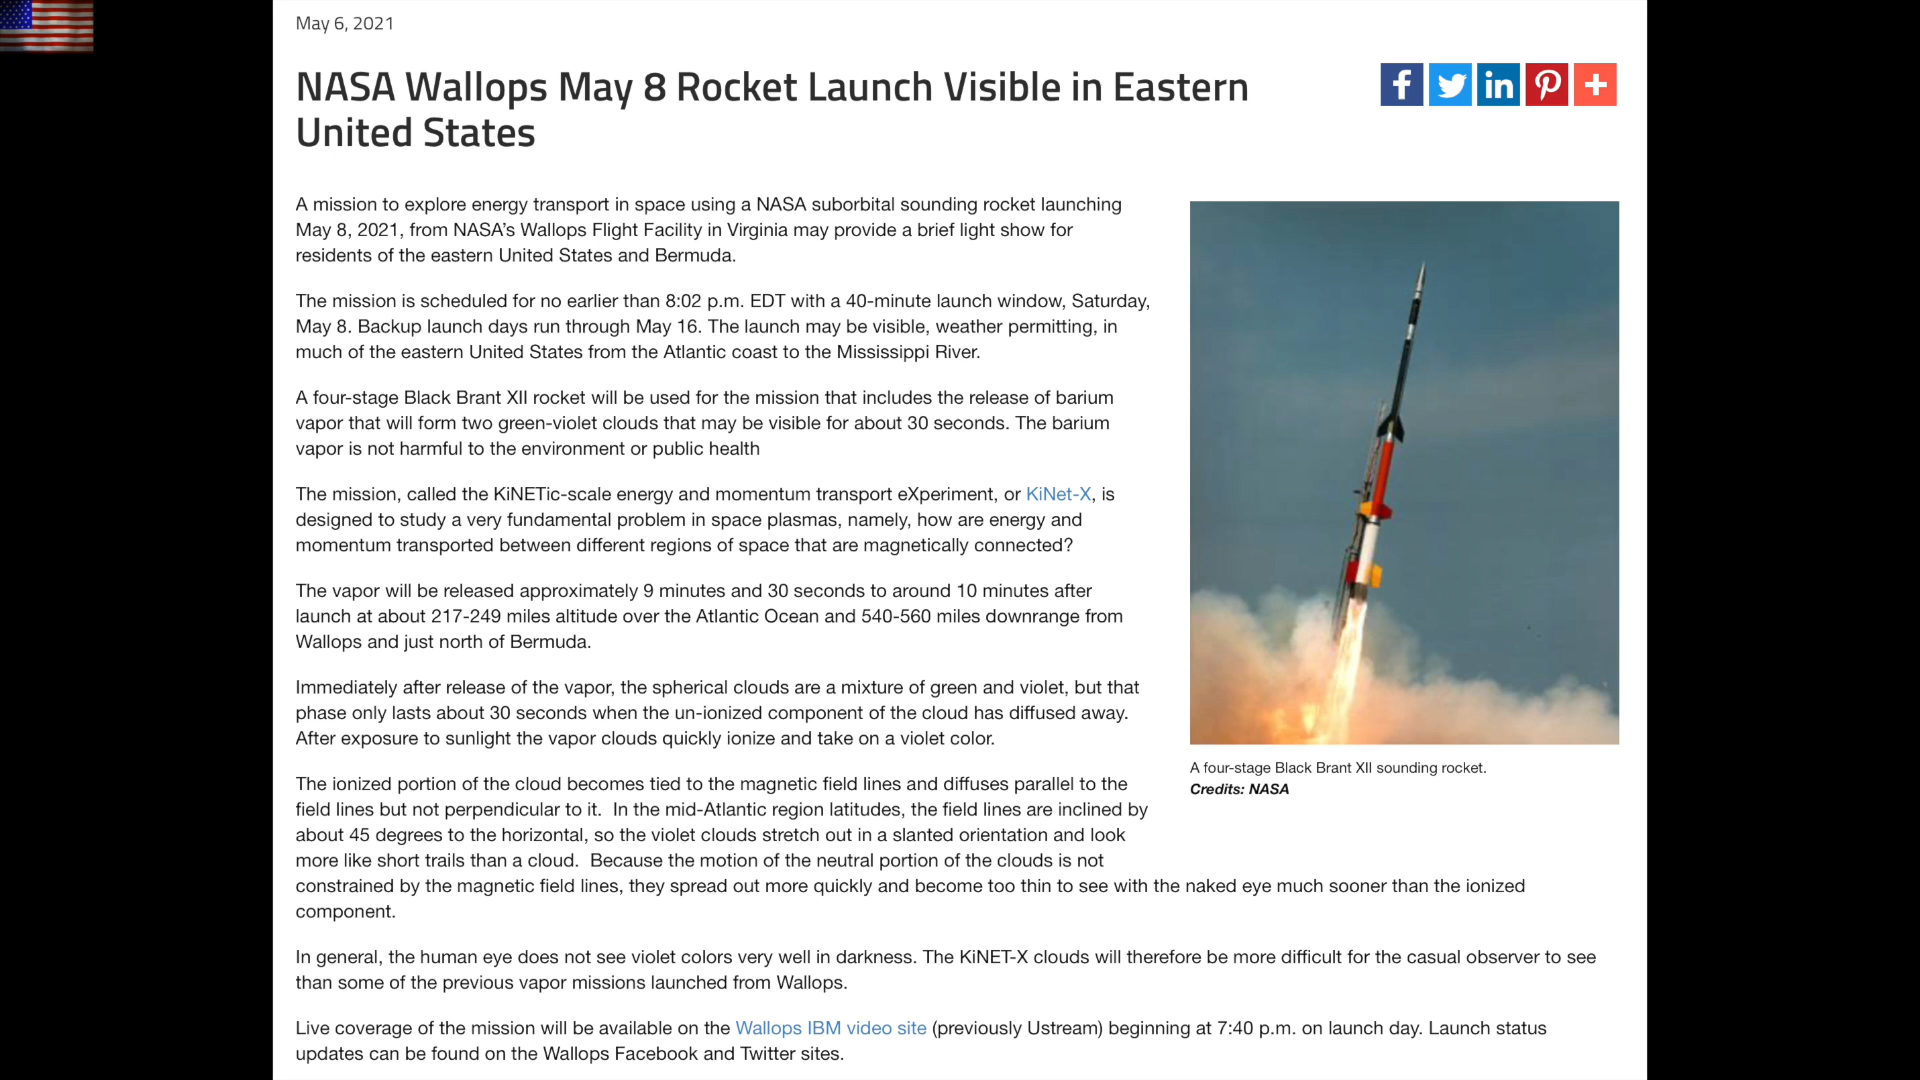 May 6, 2021
NASA Wallops May 8 Rocket Launch Visible in Eastern
United States
A mission to explore energy transport in space using a NASA suborbital sounding rocket launching
May 8, 2021, from NASA’s Wallops Flight Facility in Virginia may provide a brief light show for
residents of the eastern United States and Bermuda.
The mission is scheduled for no earlier than 8:02 p.m. EDT with a 40-minute launch window, Saturday,
May 8. Backup launch days run through May 16. The launch may be visible, weather permitting, in
much of the eastern United States from the Atlantic coast to the Mississippi River.
A four-stage Black Brant XII rocket will be used for the mission that includes the release of barium
vapor that will form two green-violet clouds that may be visible for about 30 seconds. The barium
vapor is not harmful to the environment or public health
The mission, called the KiNETic-scale energy and momentum transport eXperiment, or KiNet-X, is
designed to study a very fundamental problem in space plasmas, namely, how are energy and
momentum transported between different regions of space that are magnetically connected?
The vapor will be released approximately 9 minutes and 30 seconds to around 10 minutes after
launch at about 217-249 miles altitude over the Atlantic Ocean and 540-560 miles downrange from
Wallops and just north of Bermuda.
Immediately after release of the vapor, the spherical clouds are a mixture of green and violet, but that
phase only lasts about 30 seconds when the un-ionized component of the cloud has diffused away.
After exposure to sunlight the vapor clouds quickly ionize and take on a violet color.
The ionized portion of the cloud becomes tied to the magnetic field lines and diffuses parallel to the
field lines but not perpendicular to it.  In the mid-Atlantic region latitudes, the field lines are inclined by
about 45 degrees to the horizontal, so the violet clouds stretch out in a slanted orientation and look
more like short trails than a cloud.  Because the motion of the neutral portion of the clouds is not
constrained by the magnetic field lines, they spread out more quickly and become too thin to see with the naked eye much sooner than the ionized
component.
In general, the human eye does not see violet colors very well in darkness. The KiNET-X clouds will therefore be more difficult for the casual observer to see
than some of the previous vapor missions launched from Wallops.
Live coverage of the mission will be available on the Wallops IBM video site (previously Ustream) beginning at 7:40 p.m. on launch day. Launch status
updates can be found on the Wallops Facebook and Twitter sites.
A four-stage Black Brant XII sounding rocket.
Credits: NASA